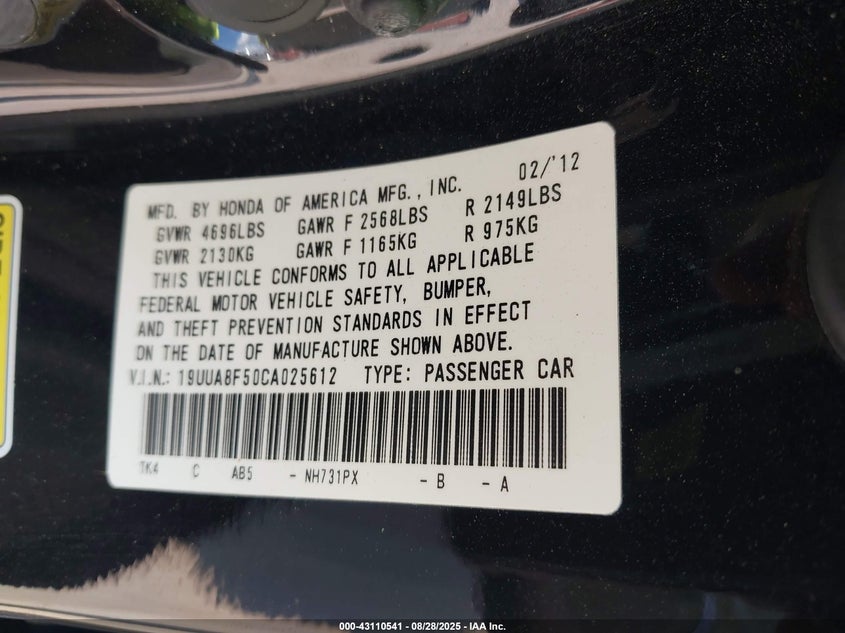 MFD. BY HONDA OF AMERICA MFG., INC. 02/'12
GVWR 4696LBS GAWR F 2568LBS R 2149LBS
GVWR 2130KG GAWR F 1165KG R 975KG
THIS VEHICLE CONFORMS TO ALL APPLICABLE
FEDERAL MOTOR VEHICLE SAFETY, BUMPER,
AND THEFT PREVENTION STANDARDS IN EFFECT
ON THE DATE OF MANUFACTURE SHOWN ABOVE.
V.I.N.: 19UUA8F50CA025612 TYPE: PASSENGER CAR
TK4 C AB5 - NH731PX - B - A
000-43110541 | 08/28/2025 | IAA Inc.